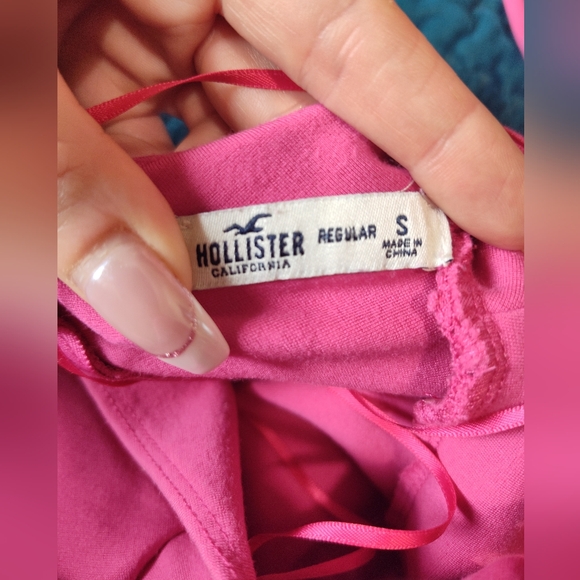 HOLLISTER
CALIFORNIA
REGULAR
S
MADE IN
CHINA